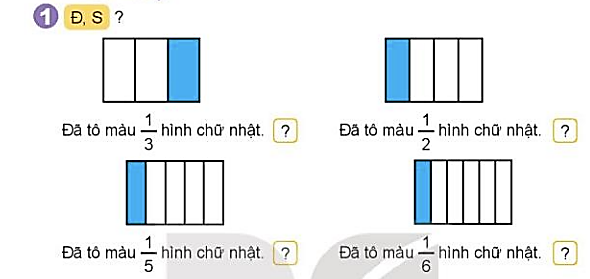 1 Đ, S ?
Đã tô màu 1/3 hình chữ nhật. ?
Đã tô màu 1/2 hình chữ nhật. ?
Đã tô màu 1/5 hình chữ nhật. ?
Đã tô màu 1/6 hình chữ nhật. ?